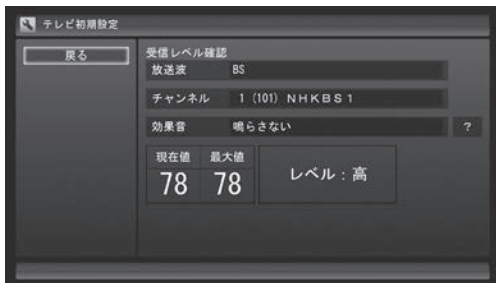 テレビ初期設定
戻る
受信レベル確認
放送波 BS
チャンネル 1 (101) NHKBS1
効果音 鳴らさない ?
現在値 最大値
78 78
レベル：高